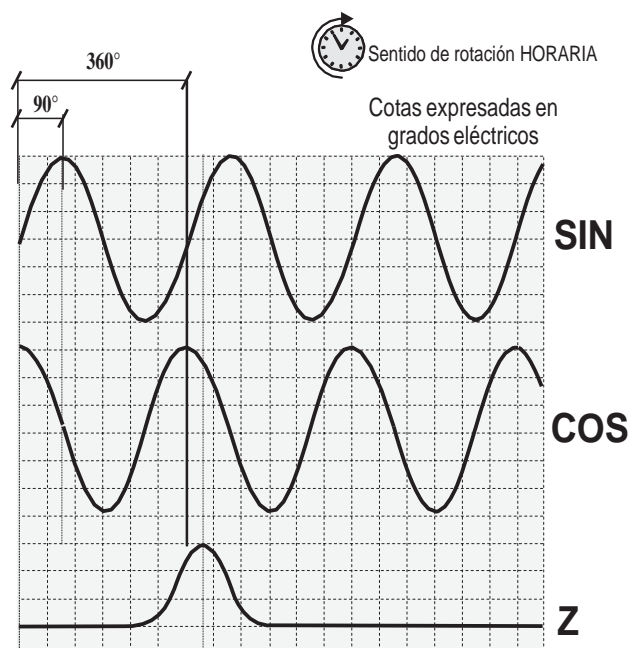 Sentido de rotación HORARIA
360°
90°
Cotas expresadas en
grados eléctricos
SIN
COS
Z